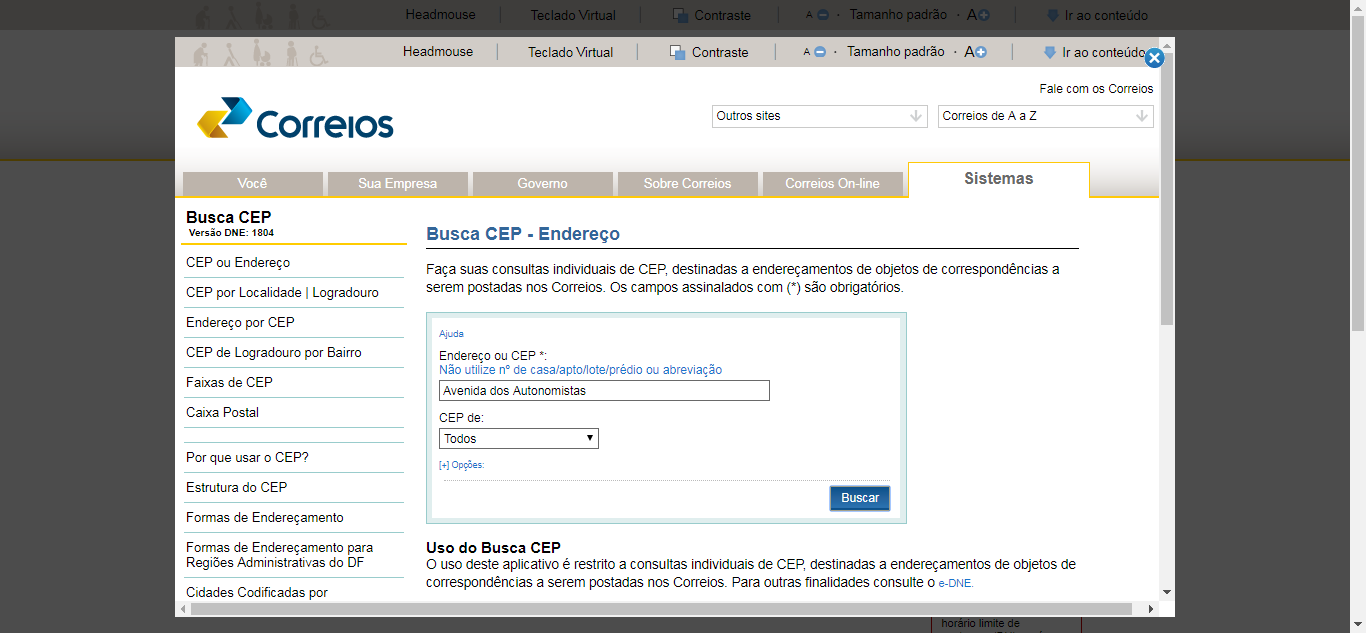 Headmouse
Teclado Virtual
Contraste
A · Tamanho padrão · A
Ir ao conteúdo
Headmouse
Teclado Virtual
Contraste
A · Tamanho padrão · A
Ir ao conteúdo
Fale com os Correios
Correios
Outros sites
Correios de A a Z
Você
Sua Empresa
Governo
Sobre Correios
Correios On-line
Sistemas
Busca CEP
Versão DNE: 1804
CEP ou Endereço
CEP por Localidade | Logradouro
Endereço por CEP
CEP de Logradouro por Bairro
Faixas de CEP
Caixa Postal
Por que usar o CEP?
Estrutura do CEP
Formas de Endereçamento
Formas de Endereçamento para
Regiões Administrativas do DF
Cidades Codificadas por
Busca CEP - Endereço
Faça suas consultas individuais de CEP, destinadas a endereçamentos de objetos de correspondências a
serem postadas nos Correios. Os campos assinalados com (*) são obrigatórios.
Ajuda
Endereço ou CEP *:
Não utilize nº de casa/apto/lote/prédio ou abreviação
Avenida dos Autonomistas
CEP de:
Todos
[+] Opções:
Buscar
Uso do Busca CEP
O uso deste aplicativo é restrito a consultas individuais de CEP, destinadas a endereçamentos de objetos de
correspondências a serem postadas nos Correios. Para outras finalidades consulte o e-DNE.
horário limite de